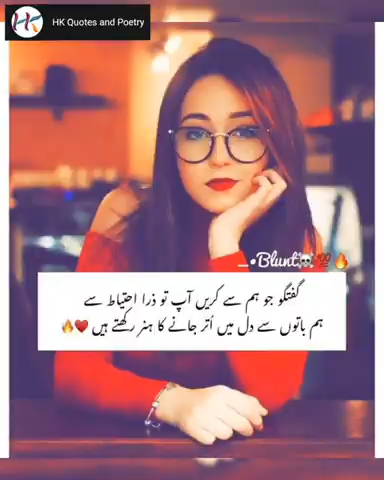 HK Quotes and Poetry
_•Blunt☠️💯🔥
گفتگو جو ہم سے کریں آپ تو ذرا احتیاط سے
ہم باتوں سے دل میں اُتر جانے کا ہنر رکھتے ہیں ♥️🔥